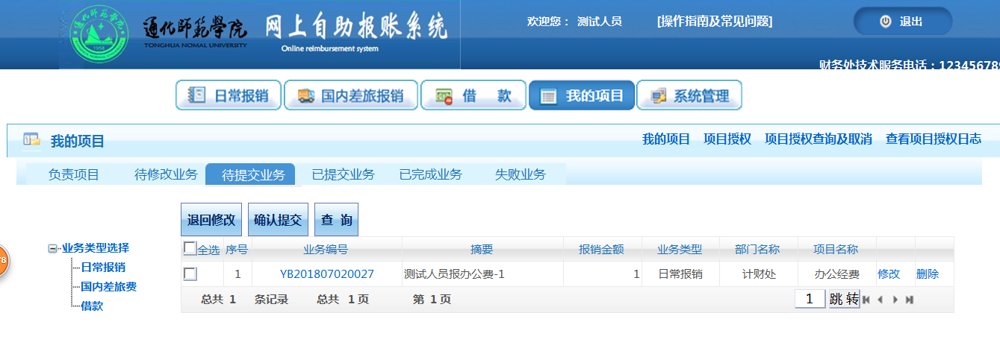 通化師範學院
TONGHUA NOMAL UNIVERSITY
1958
网上自助报账系统
Online reimbursement system
欢迎您： 测试人员
[操作指南及常见问题]
退出
财务处技术服务电话：123456789
日常报销
国内差旅报销
借 款
我的项目
系统管理
我的项目
我的项目 项目授权 项目授权查询及取消 查看项目授权日志
负责项目 待修改业务 待提交业务 已提交业务 已完成业务 失败业务
退回修改 确认提交 查 询
业务类型选择
日常报销
国内差旅费
借款
全选 序号 业务编号 摘要 报销金额 业务类型 部门名称 项目名称
1 YB201807020027 测试人员报办公费-1 1 日常报销 计财处 办公经费 修改 删除
总共 1 条记录 总共 1 页 第 1 页 1 跳 转